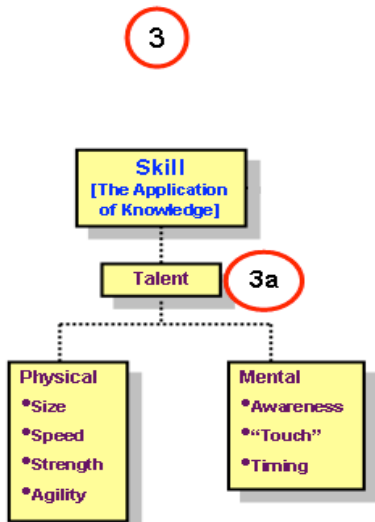 3
Skill
[The Application
of Knowledge]
Talent
3a
Physical
•Size
•Speed
•Strength
•Agility
Mental
•Awareness
•“Touch”
•Timing